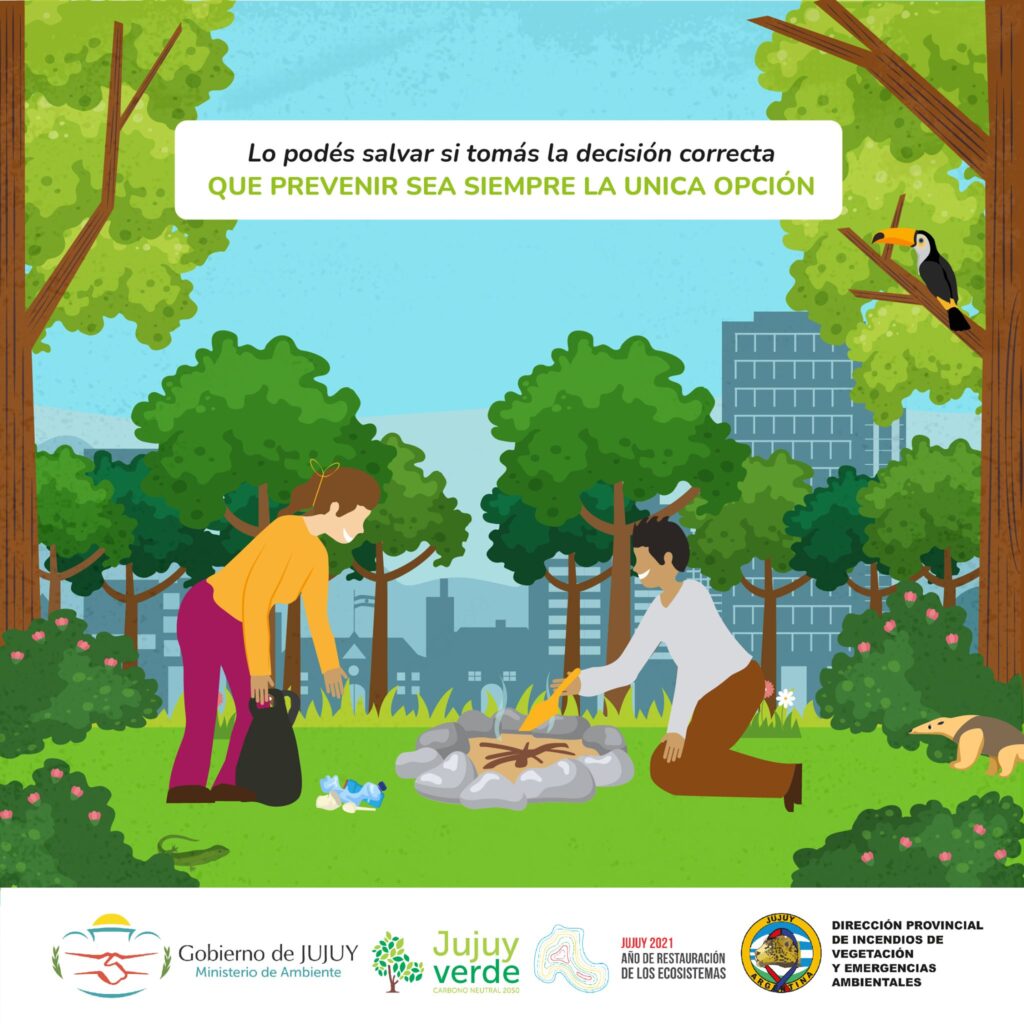 Lo podés salvar si tomás la decisión correcta
QUE PREVENIR SEA SIEMPRE LA UNICA OPCIÓN
Gobierno de JUJUY
Ministerio de Ambiente
Jujuy
verde
CARBONO NEUTRAL 2050
JUJUY 2021
AÑO DE RESTAURACIÓN
DE LOS ECOSISTEMAS
JUJUY
ARGENTINA
DIRECCIÓN PROVINCIAL
DE INCENDIOS DE
VEGETACIÓN
Y EMERGENCIAS
AMBIENTALES